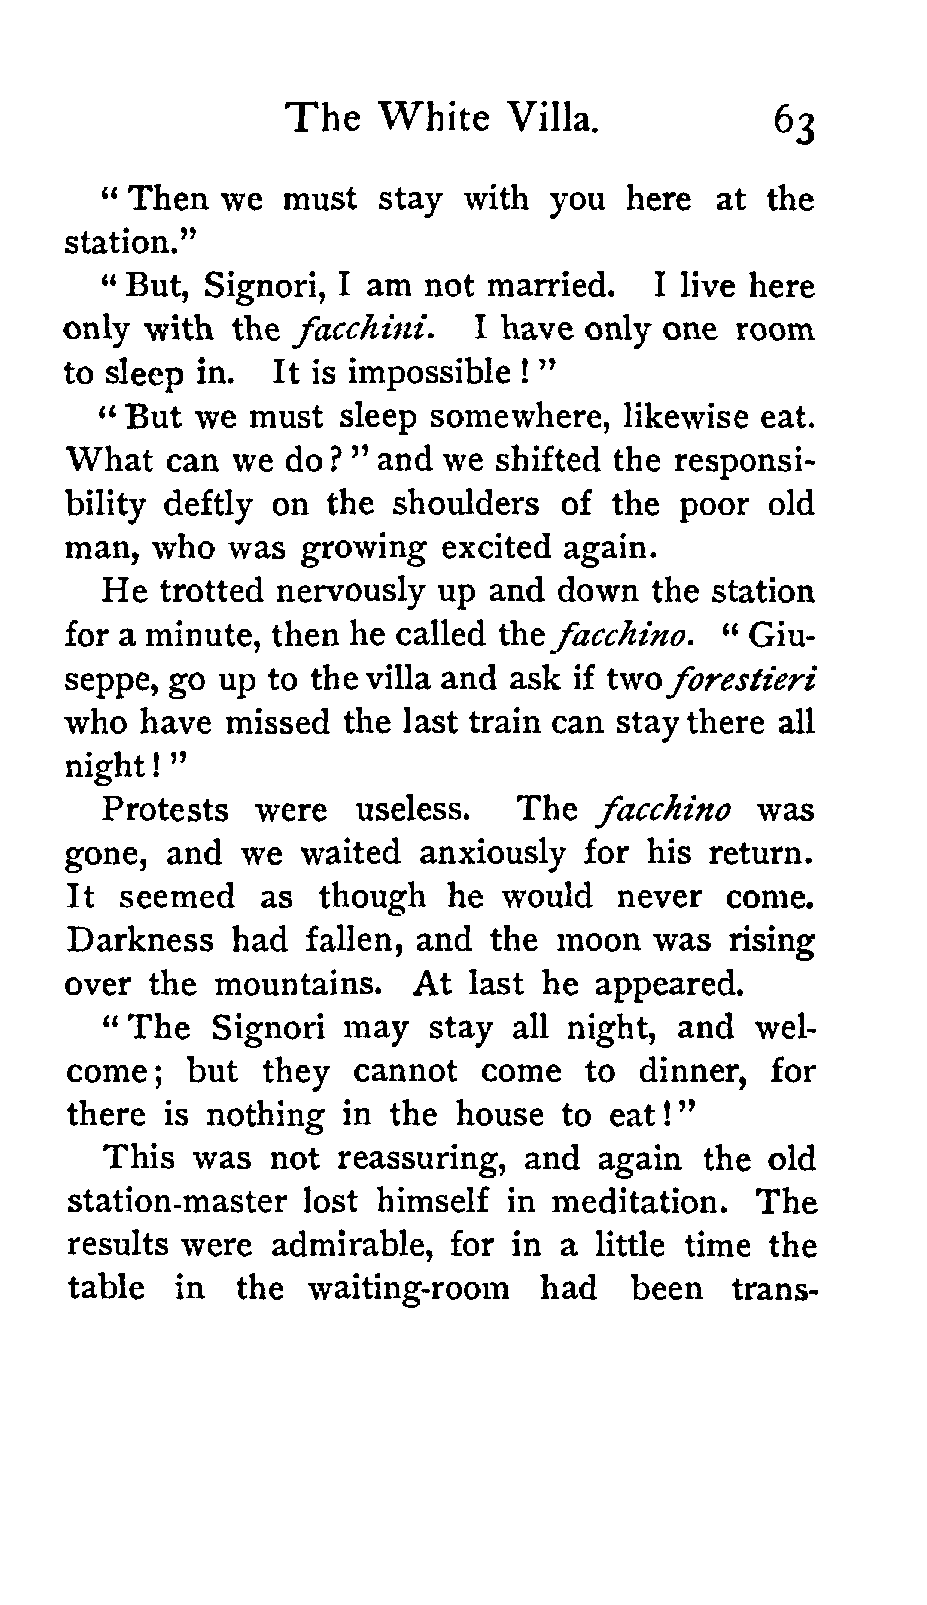 The White Villa. 63
“ Then we must stay with you here at the
station.”
“ But, Signori, I am not married. I live here
only with the facchini. I have only one room
to sleep in. It is impossible ! ”
“ But we must sleep somewhere, likewise eat.
What can we do ? ” and we shifted the responsi-
bility deftly on the shoulders of the poor old
man, who was growing excited again.
He trotted nervously up and down the station
for a minute, then he called the facchino. “ Giu-
seppe, go up to the villa and ask if two forestieri
who have missed the last train can stay there all
night ! ”
Protests were useless. The facchino was
gone, and we waited anxiously for his return.
It seemed as though he would never come.
Darkness had fallen, and the moon was rising
over the mountains. At last he appeared.
“ The Signori may stay all night, and wel-
come ; but they cannot come to dinner, for
there is nothing in the house to eat ! ”
This was not reassuring, and again the old
station-master lost himself in meditation. The
results were admirable, for in a little time the
table in the waiting-room had been trans-